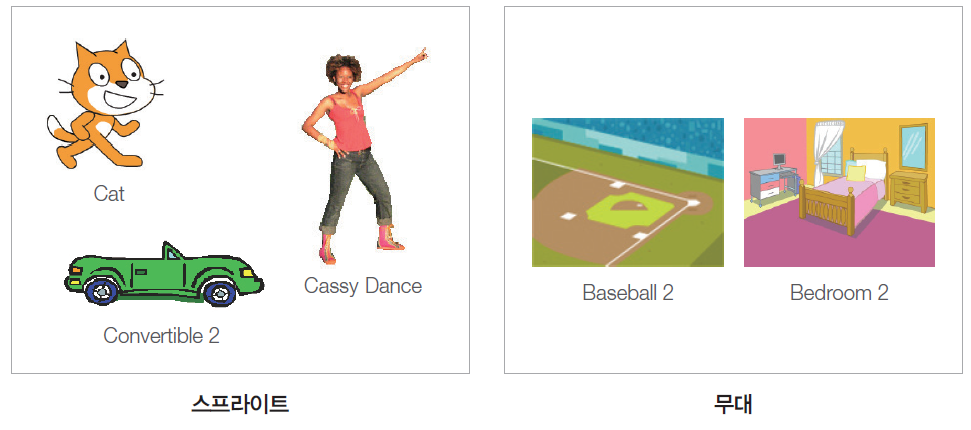 Cat
Cassy Dance
Convertible 2
스프라이트
Baseball 2
Bedroom 2
무대